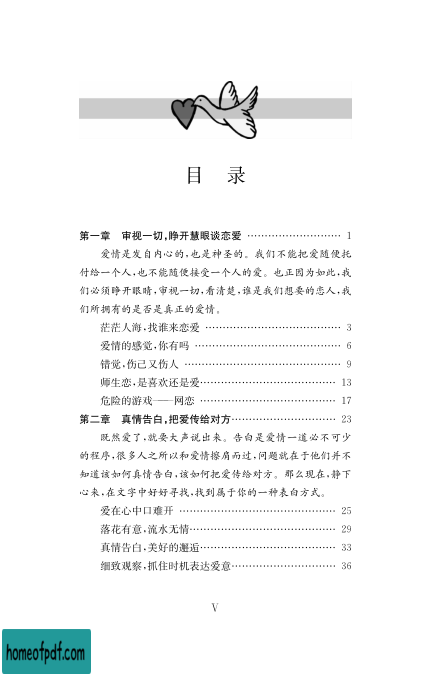 目 录
第一章 审视一切,睁开慧眼谈恋爱 ……………………… 1
爱情是发自内心的,也是神圣的。我们不能把爱随便托
付给一个人,也不能随便接受一个人的爱。也正因为如此,我
们必须睁开眼睛,审视一切,看清楚,谁是我们想要的恋人,我
们所拥有的是否是真正的爱情。
茫茫人海,找谁来恋爱 ………………………………… 3
爱情的感觉,你有吗 …………………………………… 6
错觉,伤己又伤人 ……………………………………… 9
师生恋,是喜欢还是爱………………………………… 13
危险的游戏——网恋 ………………………………… 17
第二章 真情告白,把爱传给对方………………………… 23
既然爱了,就要大声说出来。告白是爱情一道必不可少
的程序,很多人之所以和爱情擦肩而过,问题就在于他们并不
知道该如何真情告白,该如何把爱传给对方。那么现在,静下
心来,在文字中好好寻找,找到属于你的一种表白方式。
爱在心中口难开 ……………………………………… 25
落花有意,流水无情…………………………………… 29
真情告白,美好的邂逅………………………………… 33
细致观察,抓住时机表达爱意………………………… 36
V
homeofpdf.com